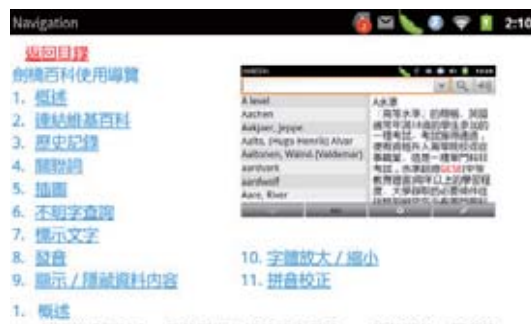 Navigation
2:10
返回目錄
劍橋百科使用導覽
1. 概述
2. 連結維基百科
3. 歷史記錄
4. 關聯詞
5. 插圖
6. 不明字查詢
7. 標示文字
8. 發音
9. 顯示 / 隱藏資料內容
10. 字體放大 / 縮小
11. 拼音校正
A level
Aachen
Aakjaer, Jeppe
Aalto, (Hugo Henrik) Alvar
Aaltonen, Wäinö (Valdemar)
aardvark
aardwolf
Aare, River
A水準
1. 概述